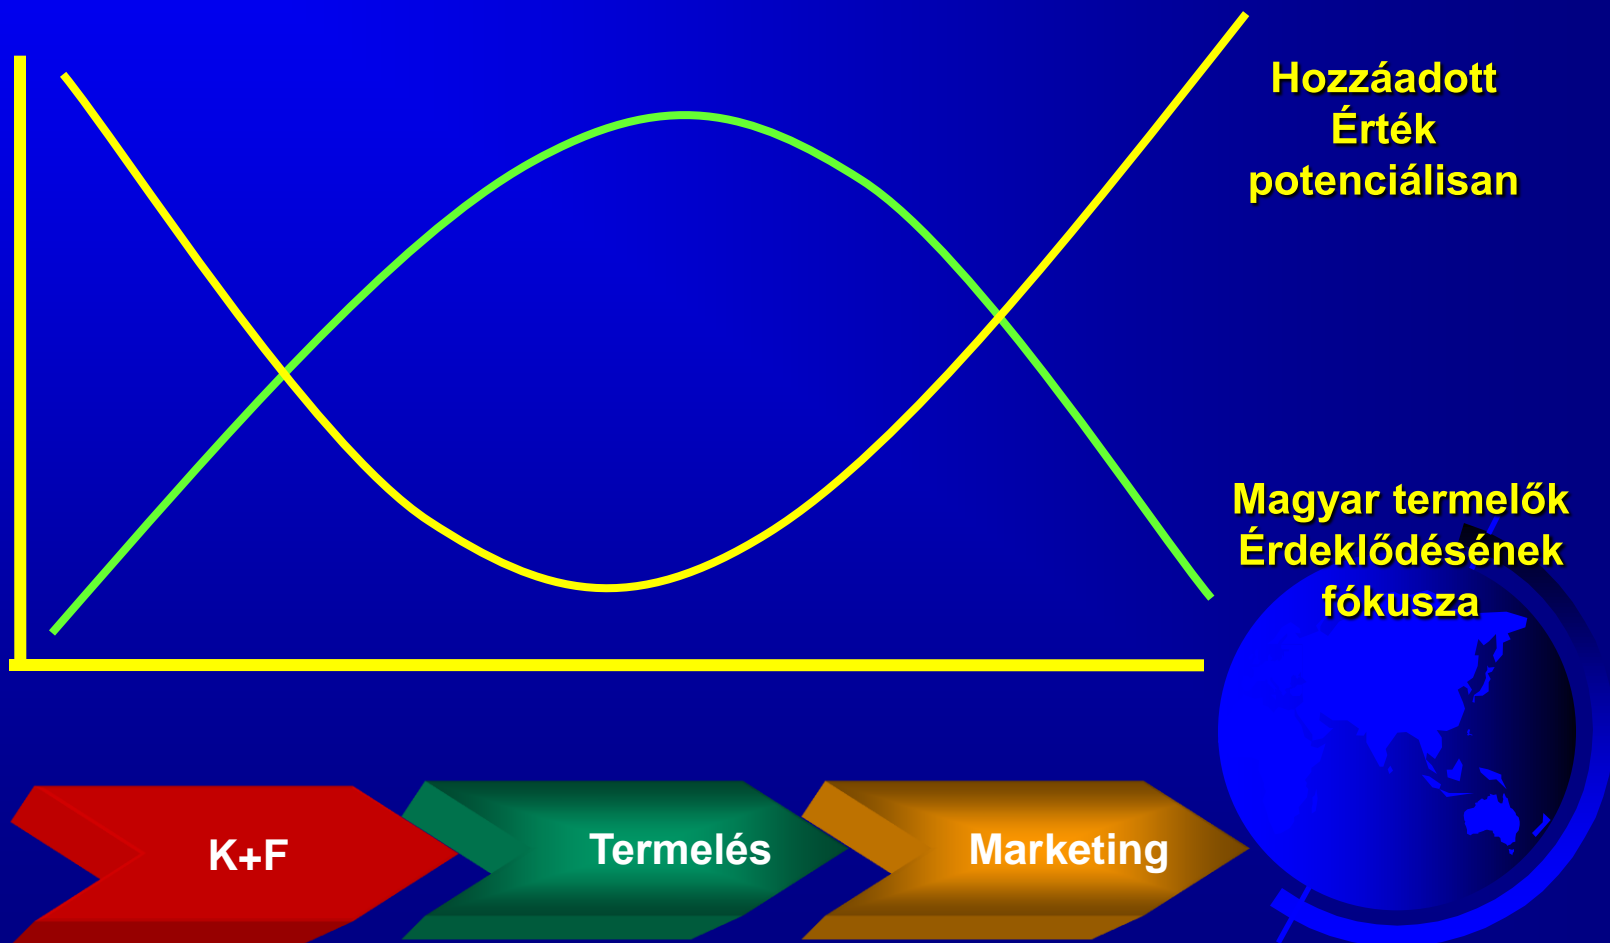 Hozzáadott
Érték
potenciálisan
Magyar termelők
Érdeklődésének
fókusza
K+F
Termelés
Marketing